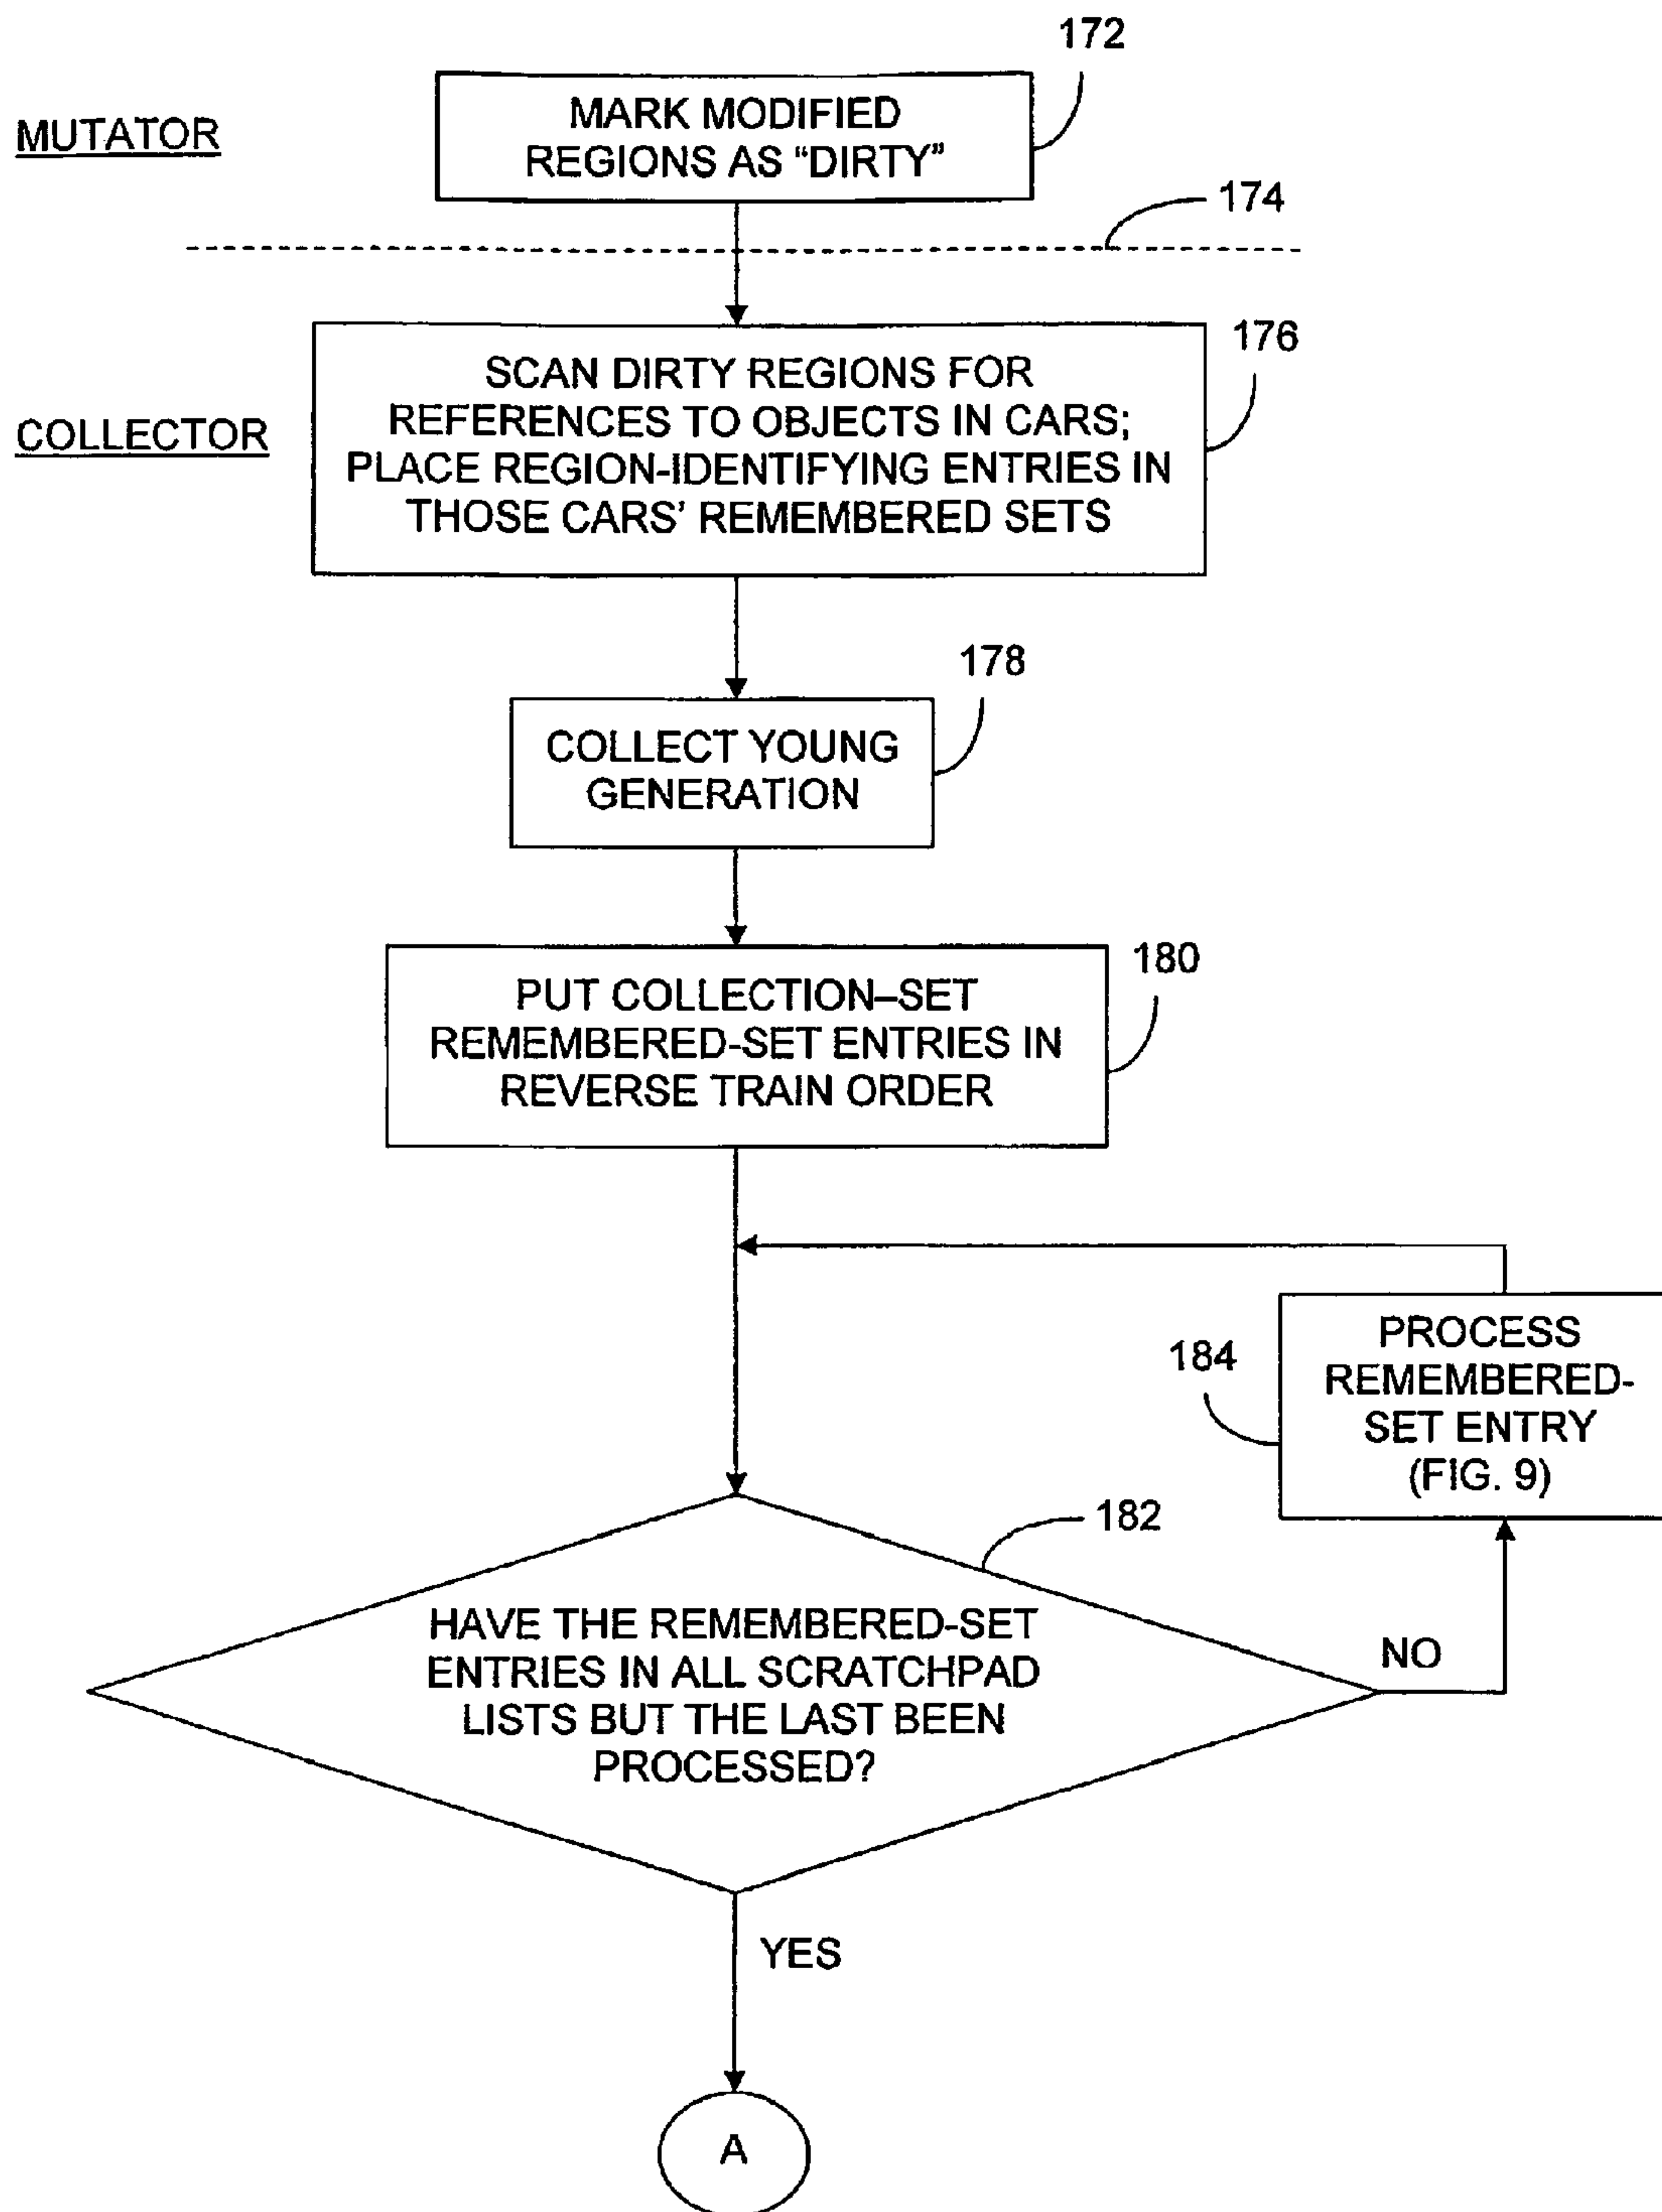 172
MUTATOR
MARK MODIFIED
REGIONS AS “DIRTY”
174
176
COLLECTOR
SCAN DIRTY REGIONS FOR
REFERENCES TO OBJECTS IN CARS;
PLACE REGION-IDENTIFYING ENTRIES IN
THOSE CARS’ REMEMBERED SETS
178
COLLECT YOUNG
GENERATION
180
PUT COLLECTION–SET
REMEMBERED-SET ENTRIES IN
REVERSE TRAIN ORDER
184
PROCESS
REMEMBERED-
SET ENTRY
(FIG. 9)
182
HAVE THE REMEMBERED-SET
ENTRIES IN ALL SCRATCHPAD
LISTS BUT THE LAST BEEN
PROCESSED?
NO
YES
A